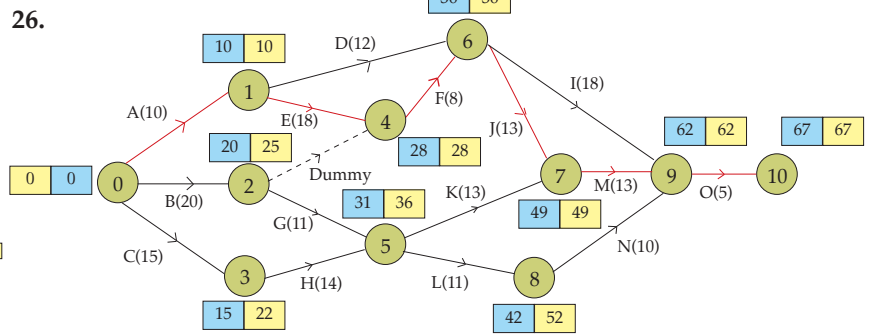 26.
6
D(12)
10 10
1
I(18)
A(10)
F(8)
E(18)
4
J(13)
62 62
67 67
20 25
28 28
0 0
0
2
Dummy
7
9
10
B(20)
K(13)
M(13)
O(5)
31 36
G(11)
49 49
5
C(15)
N(10)
3
H(14)
L(11)
8
15 22
42 52